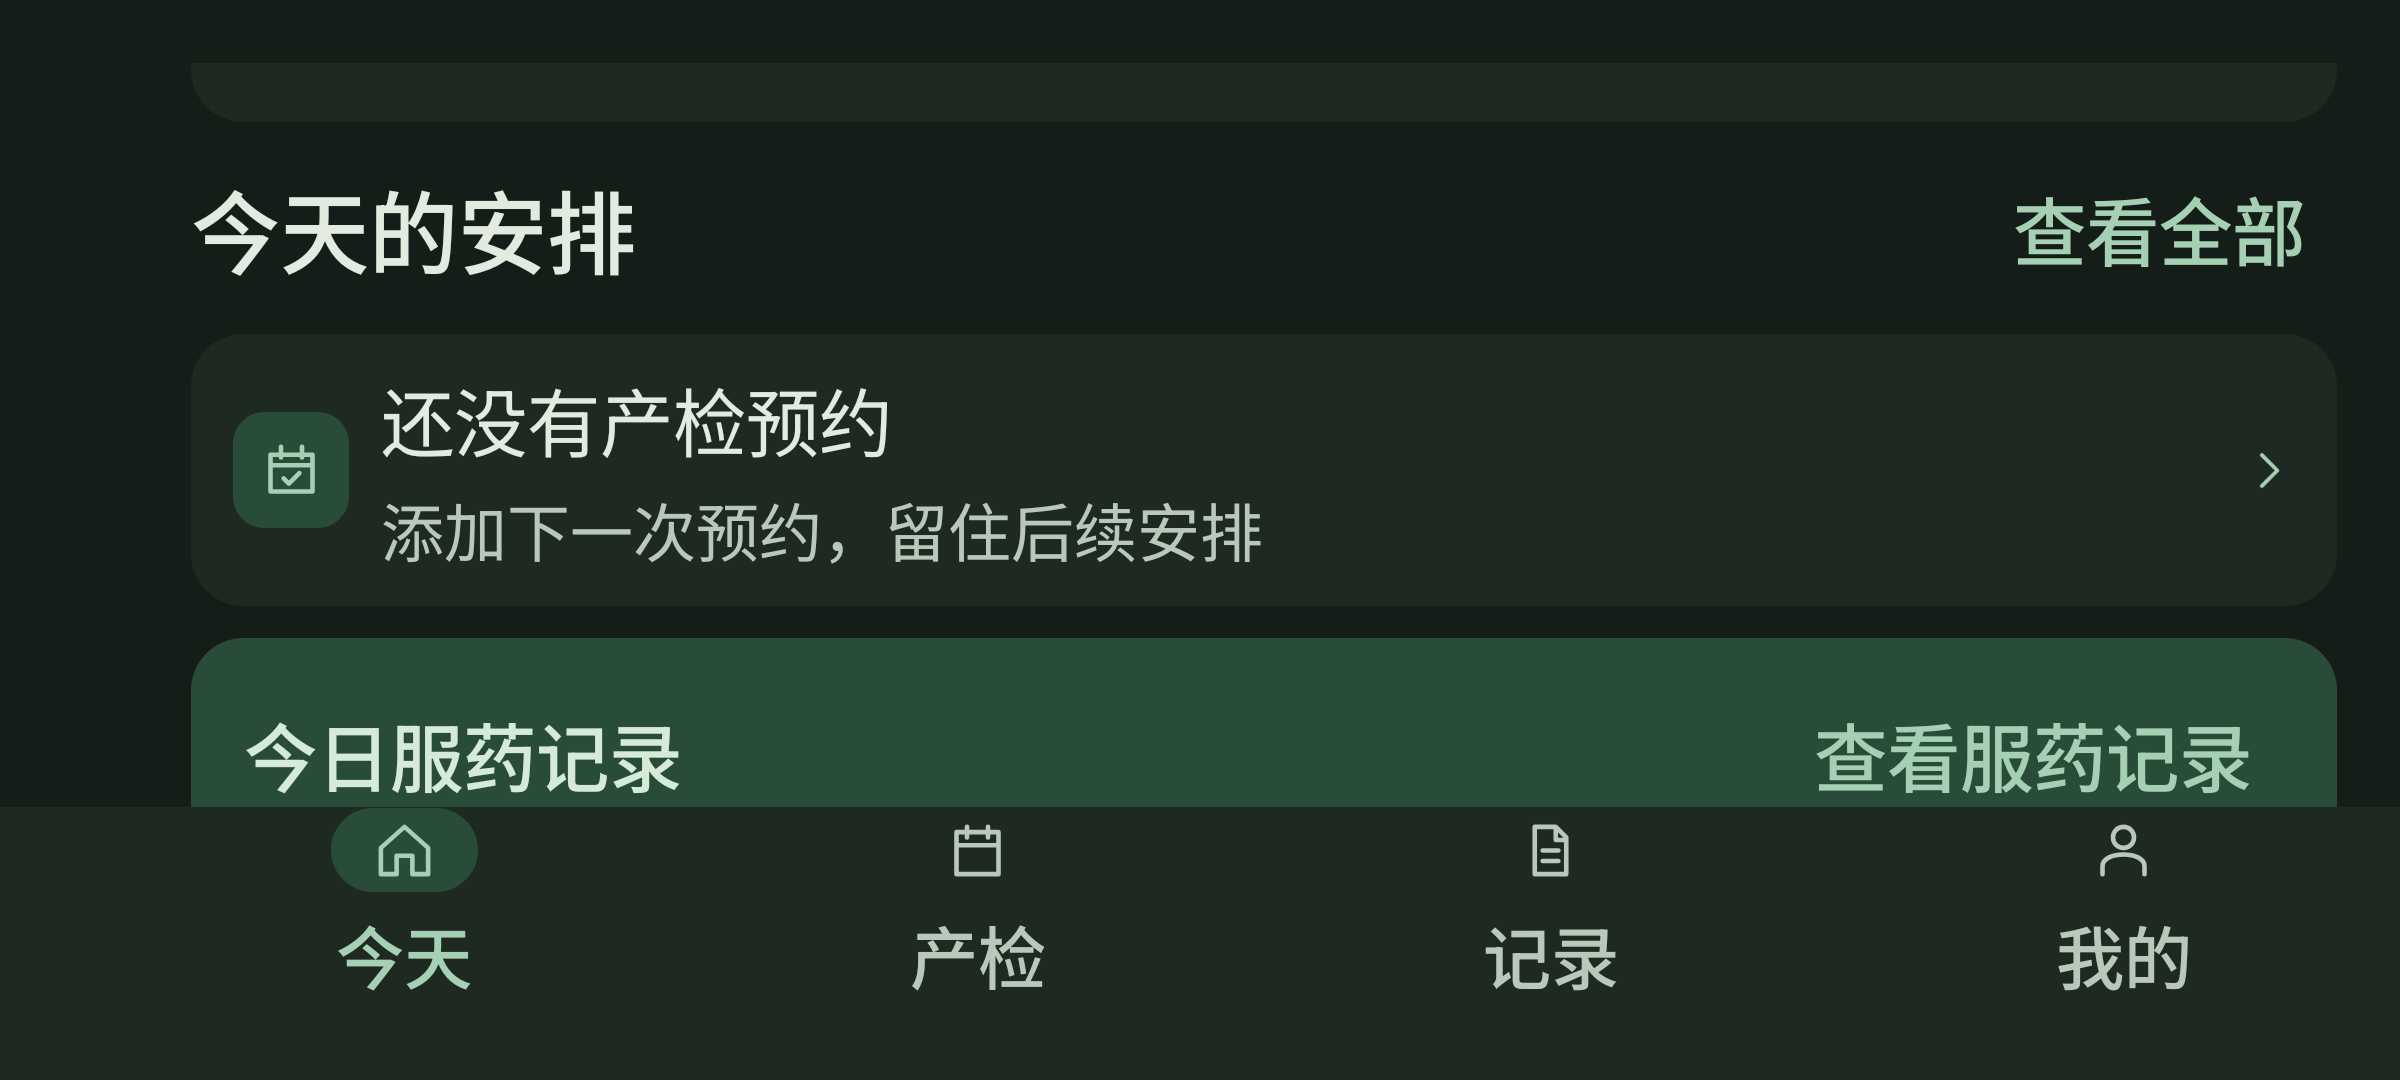 今天的安排
查看全部
还没有产检预约
添加下一次预约，留住后续安排
今日服药记录
查看服药记录
今天
产检
记录
我的